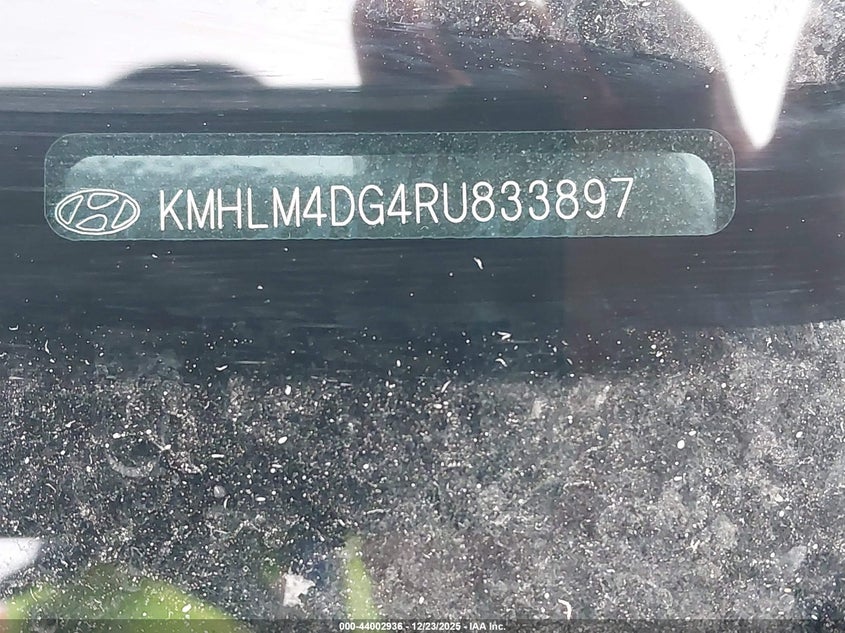 KMHLM4DG4RU833897
000-44002936 - 12/23/2025 - IAA Inc.